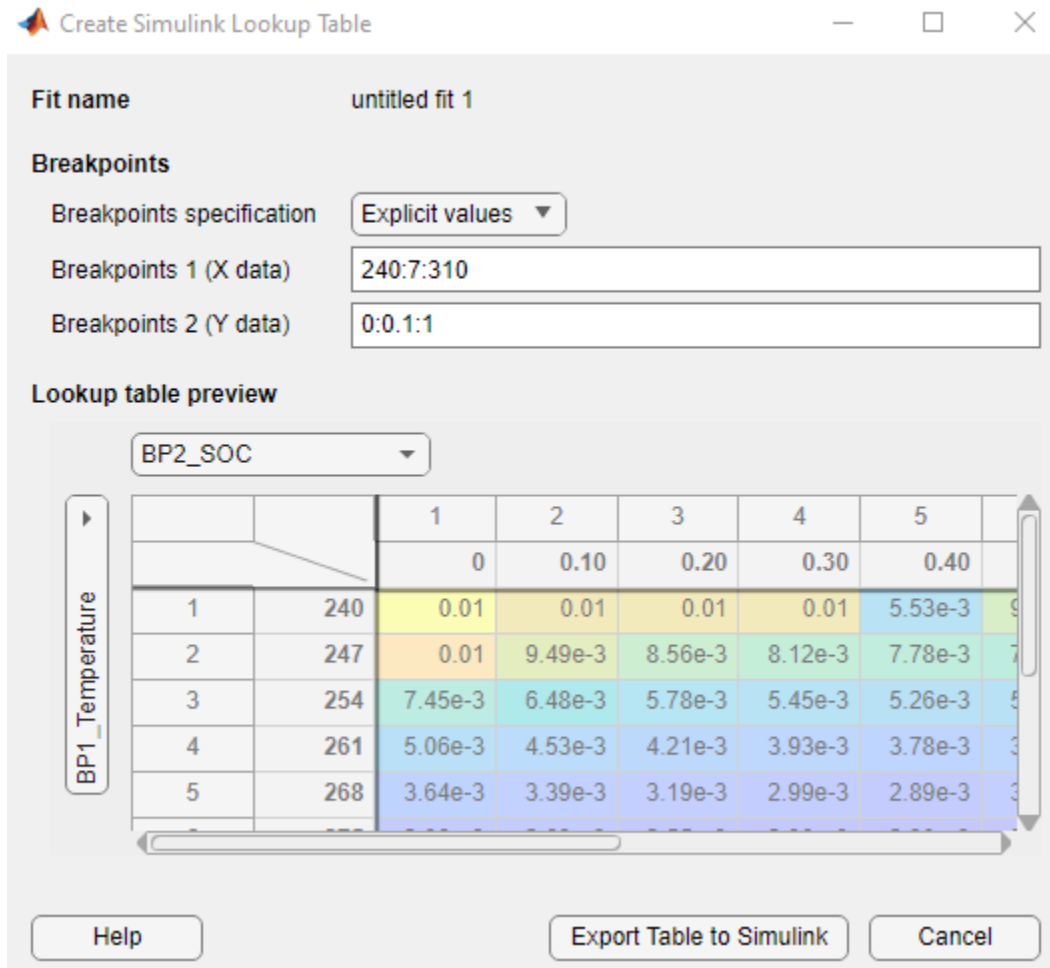 Create Simulink Lookup Table
Fit name untitled fit 1
Breakpoints
Breakpoints specification Explicit values
Breakpoints 1 (X data) 240:7:310
Breakpoints 2 (Y data) 0:0.1:1
Lookup table preview
BP2_SOC
BP1_Temperature
1 2 3 4 5
0 0.10 0.20 0.30 0.40
1 240 0.01 0.01 0.01 0.01 5.53e-3
2 247 0.01 9.49e-3 8.56e-3 8.12e-3 7.78e-3
3 254 7.45e-3 6.48e-3 5.78e-3 5.45e-3 5.26e-3
4 261 5.06e-3 4.53e-3 4.21e-3 3.93e-3 3.78e-3
5 268 3.64e-3 3.39e-3 3.19e-3 2.99e-3 2.89e-3
Help Export Table to Simulink Cancel